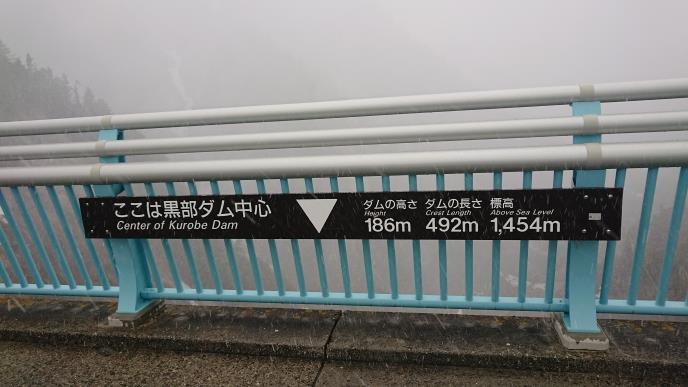 ここは黒部ダム中心
Center of Kurobe Dam
ダムの高さ
Height
186m
ダムの長さ
Crest Length
492m
標高
Above Sea Level
1,454m